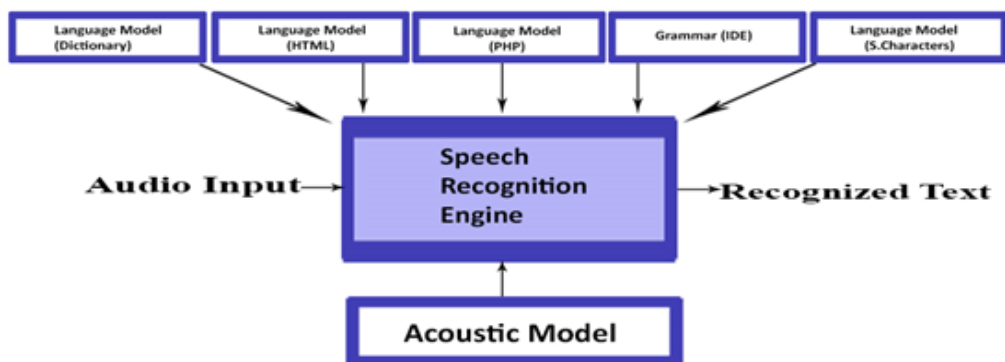 Language Model
(Dictionary)
Language Model
(HTML)
Language Model
(PHP)
Grammar (IDE)
Language Model
(S.Characters)
Audio Input
Speech
Recognition
Engine
Recognized Text
Acoustic Model